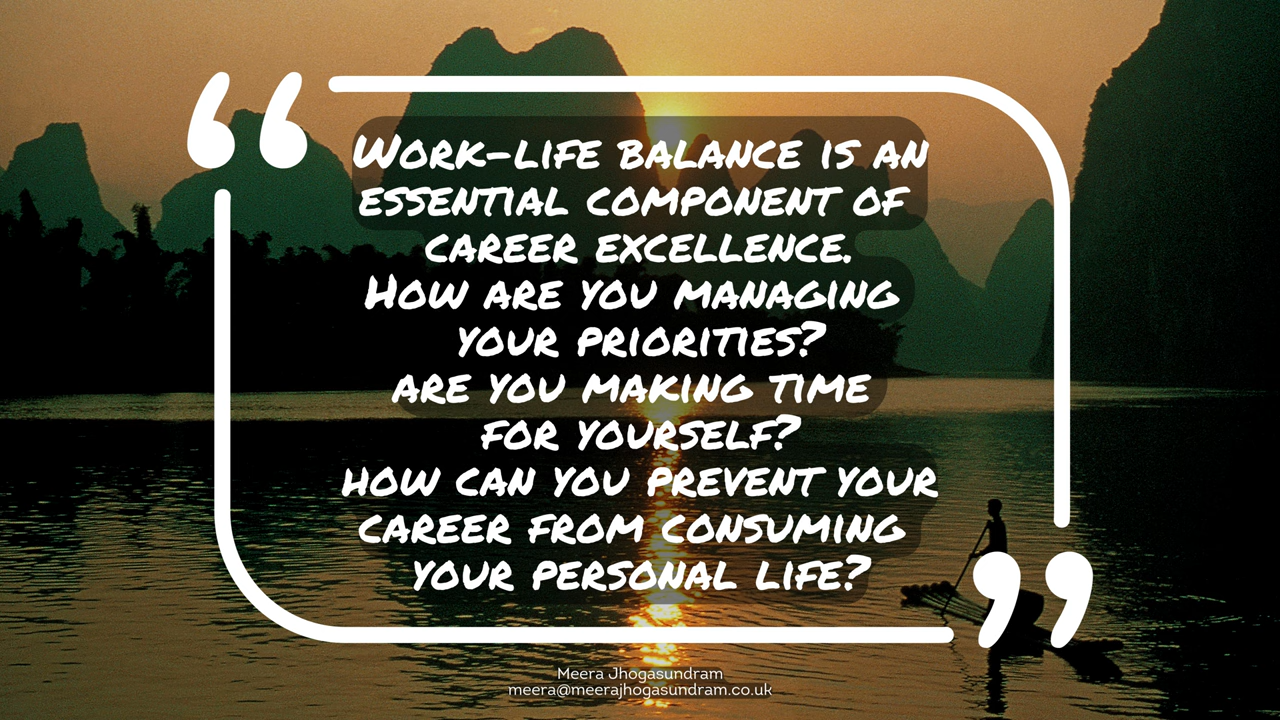 Work-life balance is an
essential component of
career excellence.
How are you managing
your priorities?
are you making time
for yourself?
how can you prevent your
career from consuming
your personal life?
Meera Jhogasundram
meera@meerajhogasundram.co.uk